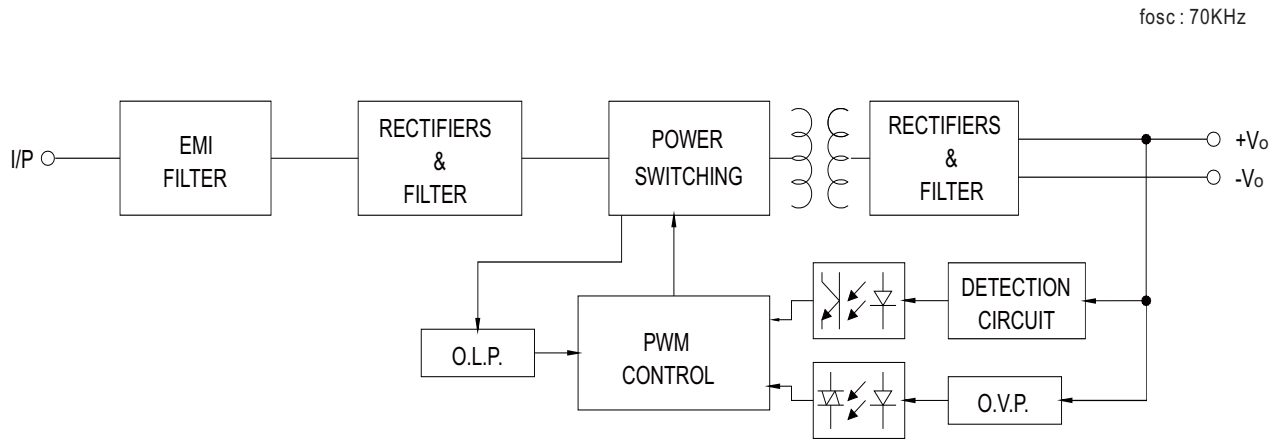 fosc : 70KHz
I/P
EMI
FILTER
RECTIFIERS
&
FILTER
POWER
SWITCHING
RECTIFIERS
&
FILTER
+Vo
-Vo
O.L.P.
PWM
CONTROL
DETECTION
CIRCUIT
O.V.P.